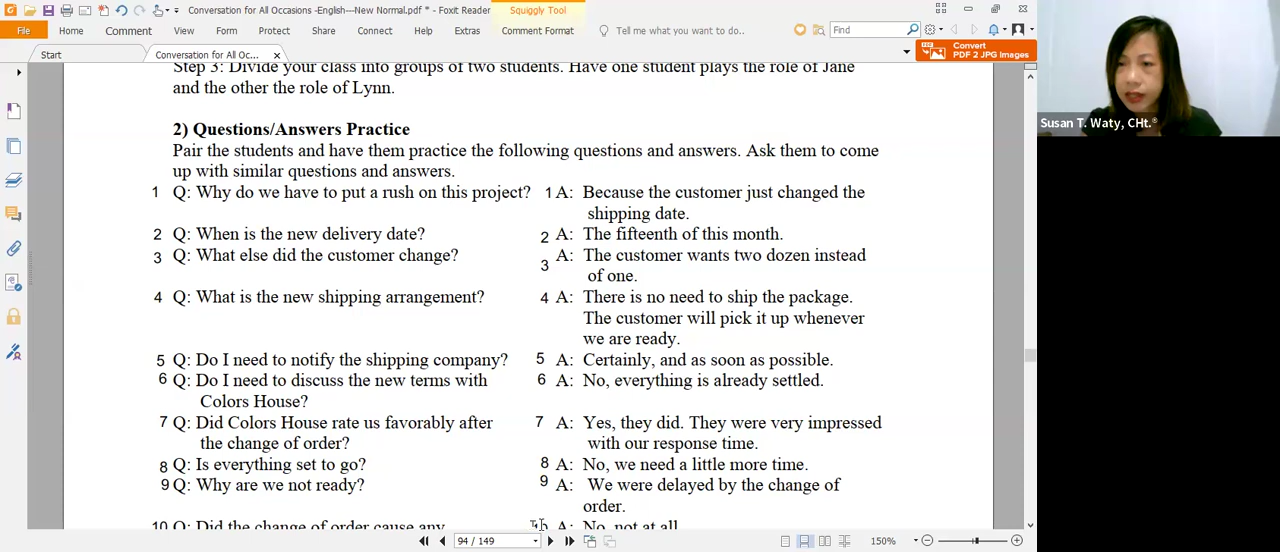 Conversation for All Occasions -English---New Normal.pdf * - Foxit Reader
Squiggly Tool
File Home Comment View Form Protect Share Connect Help Extras Comment Format Tell me what you want to do.. Find
Start Conversation for All Oc...
Convert
PDF 2 JPG Images
Step 3: Divide your class into groups of two students. Have one student plays the role of Jane
and the other the role of Lynn.
2) Questions/Answers Practice
Pair the students and have them practice the following questions and answers. Ask them to come
up with similar questions and answers.
1 Q: Why do we have to put a rush on this project? 1 A: Because the customer just changed the
shipping date.
2 Q: When is the new delivery date? 2 A: The fifteenth of this month.
3 Q: What else did the customer change? 3 A: The customer wants two dozen instead
of one.
4 Q: What is the new shipping arrangement? 4 A: There is no need to ship the package.
The customer will pick it up whenever
we are ready.
5 Q: Do I need to notify the shipping company? 5 A: Certainly, and as soon as possible.
6 Q: Do I need to discuss the new terms with 6 A: No, everything is already settled.
Colors House?
7 Q: Did Colors House rate us favorably after 7 A: Yes, they did. They were very impressed
the change of order? with our response time.
8 Q: Is everything set to go? 8 A: No, we need a little more time.
9 Q: Why are we not ready? 9 A: We were delayed by the change of
order.
10 Q: Did the change of order cause any A: No, not at all.
94 / 149
150%
Susan T. Waty, CHt.®